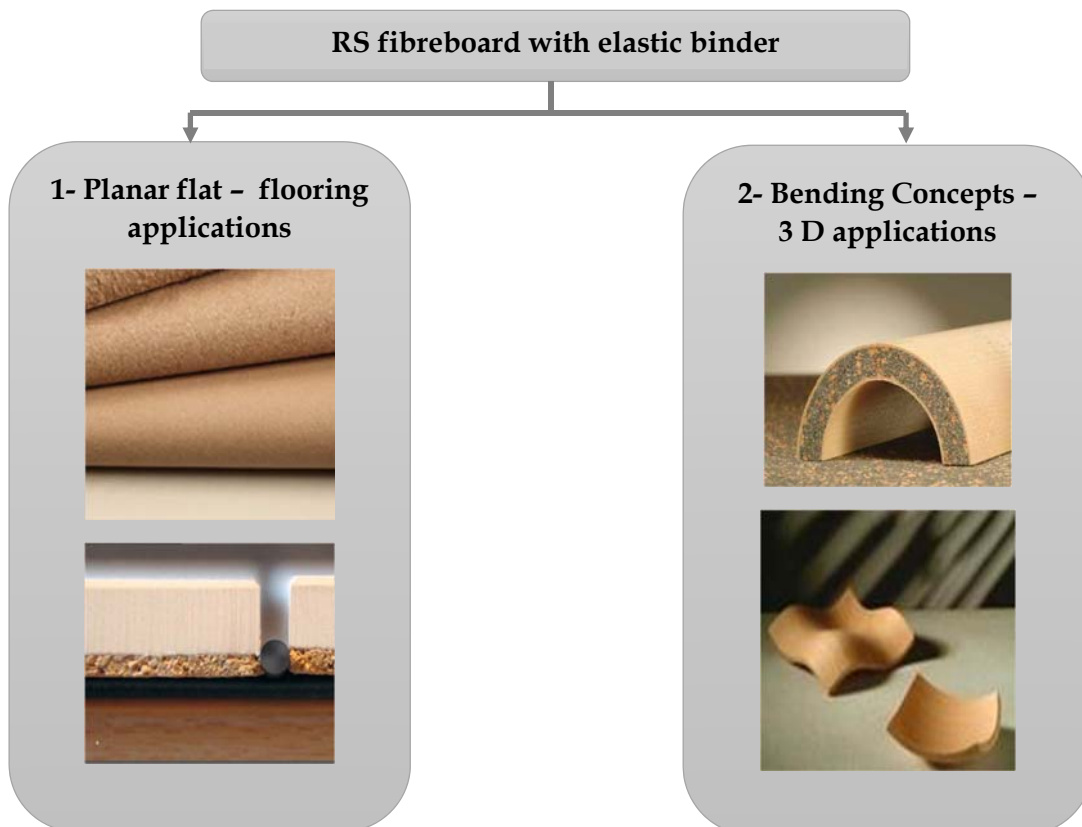 RS fibreboard with elastic binder
1- Planar flat – flooring
applications
2- Bending Concepts –
3 D applications